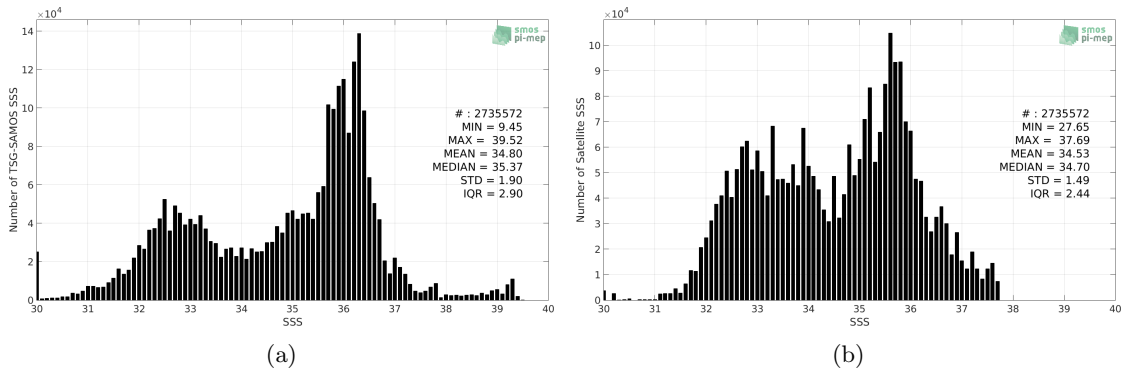 ×10⁴
14
12
10
8
6
4
2
0
Number of TSG-SAMOS SSS
smos
pi-mep
# : 2735572
MIN = 9.45
MAX = 39.52
MEAN = 34.80
MEDIAN = 35.37
STD = 1.90
IQR = 2.90
30 31 32 33 34 35 36 37 38 39 40
SSS
(a)
×10⁴
10
9
8
7
6
5
4
3
2
1
0
Number of Satellite SSS
smos
pi-mep
# : 2735572
MIN = 27.65
MAX = 37.69
MEAN = 34.53
MEDIAN = 34.70
STD = 1.49
IQR = 2.44
30 31 32 33 34 35 36 37 38 39 40
SSS
(b)